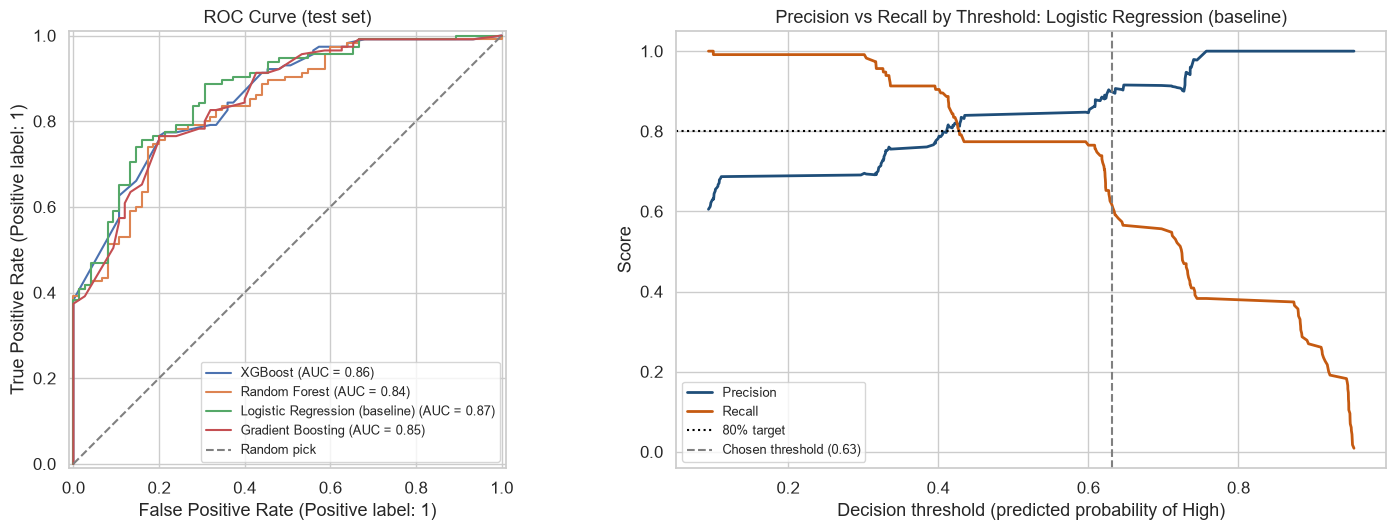 ROC Curve (test set)
True Positive Rate (Positive label: 1)
1.0
0.8
0.6
0.4
0.2
0.0
XGBoost (AUC = 0.86)
Random Forest (AUC = 0.84)
Logistic Regression (baseline) (AUC = 0.87)
Gradient Boosting (AUC = 0.85)
Random pick
0.0 0.2 0.4 0.6 0.8 1.0
False Positive Rate (Positive label: 1)
Precision vs Recall by Threshold: Logistic Regression (baseline)
Score
1.0
0.8
0.6
0.4
0.2
0.0
Precision
Recall
80% target
Chosen threshold (0.63)
0.2 0.4 0.6 0.8
Decision threshold (predicted probability of High)